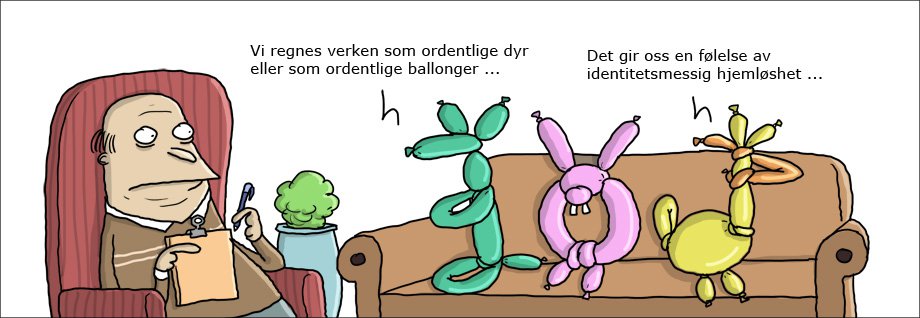 Vi regnes verken som ordentlige dyr
eller som ordentlige ballonger ...
Det gir oss en følelse av
identitetsmessig hjemløshet ...